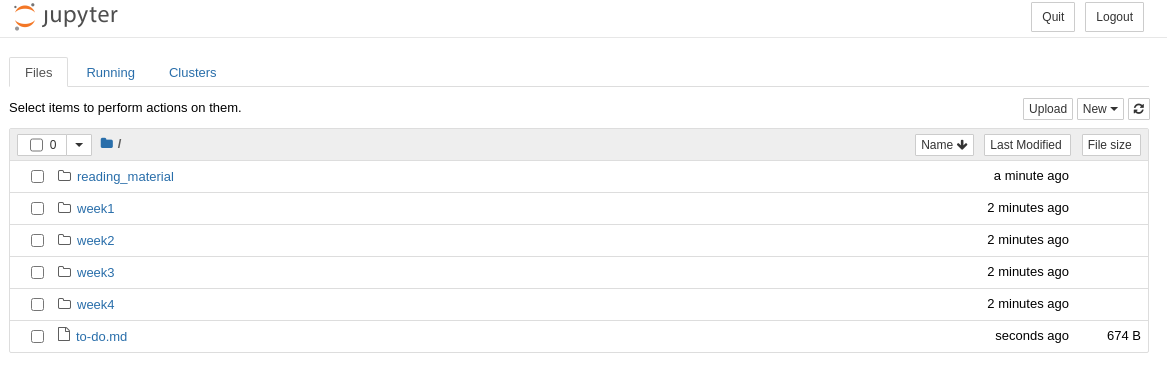 jupyter Quit Logout
Files Running Clusters
Select items to perform actions on them. Upload New
0 / Name Last Modified File size
reading_material a minute ago
week1 2 minutes ago
week2 2 minutes ago
week3 2 minutes ago
week4 2 minutes ago
to-do.md seconds ago 674 B